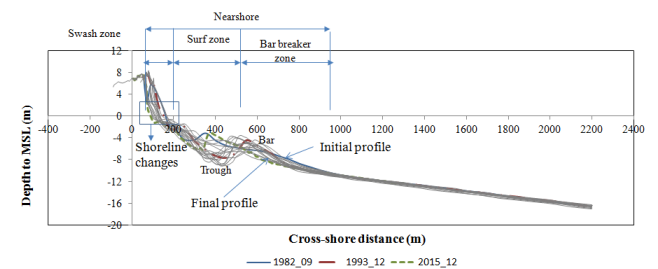 Nearshore
Swash zone
Surf zone
Bar breaker
zone
12
8
4
0
-4
-8
-12
-16
-20
-400 -200 0 200 400 600 800 1000 1200 1400 1600 1800 2000 2200 2400
Depth to MSL (m)
Shoreline
changes
Bar
Initial profile
Trough
Final profile
Cross-shore distance (m)
1982_09 1993_12 2015_12